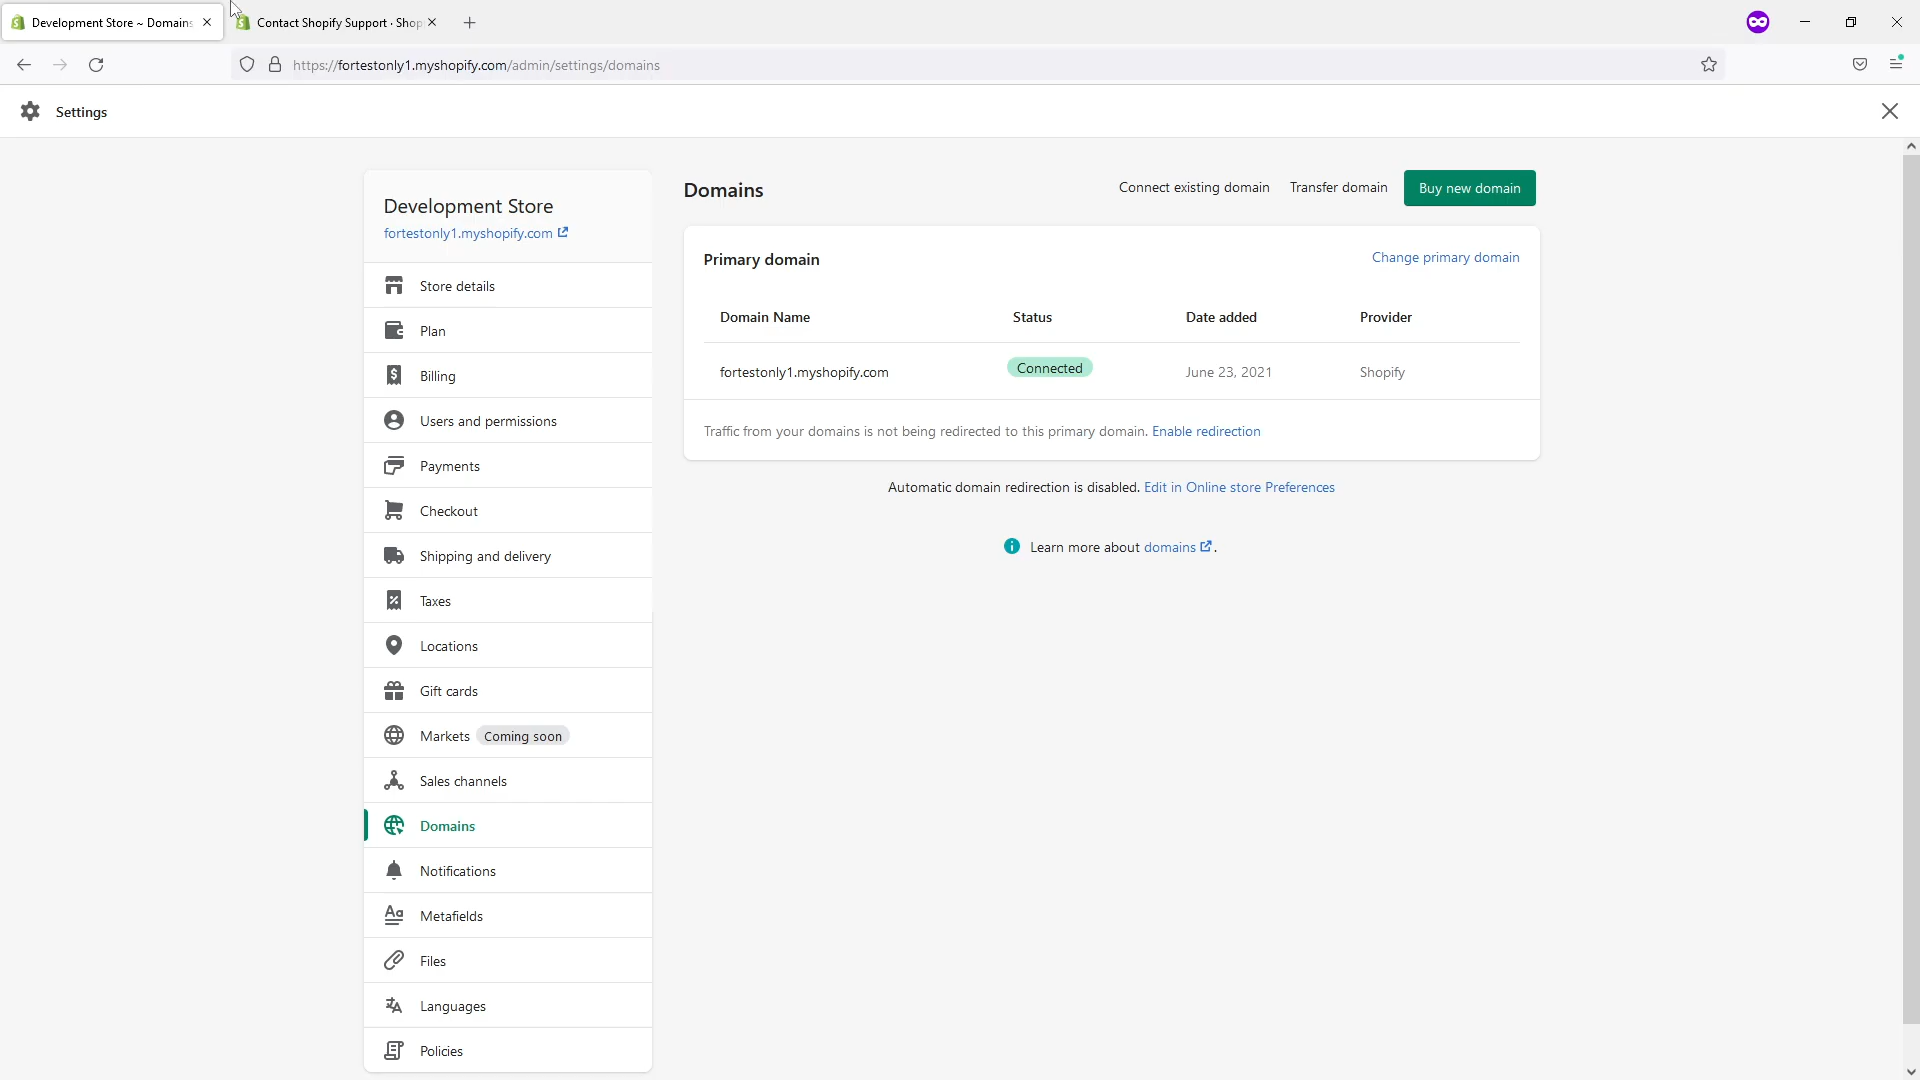 Development Store ~ Domains
Contact Shopify Support · Shop
https://fortestonly1.myshopify.com/admin/settings/domains
Settings
Development Store
fortestonly1.myshopify.com
Store details
Plan
Billing
Users and permissions
Payments
Checkout
Shipping and delivery
Taxes
Locations
Gift cards
Markets Coming soon
Sales channels
Domains
Notifications
Metafields
Files
Languages
Policies
Domains
Connect existing domain Transfer domain Buy new domain
Primary domain Change primary domain
Domain Name Status Date added Provider
fortestonly1.myshopify.com Connected June 23, 2021 Shopify
Traffic from your domains is not being redirected to this primary domain. Enable redirection
Automatic domain redirection is disabled. Edit in Online store Preferences
Learn more about domains .